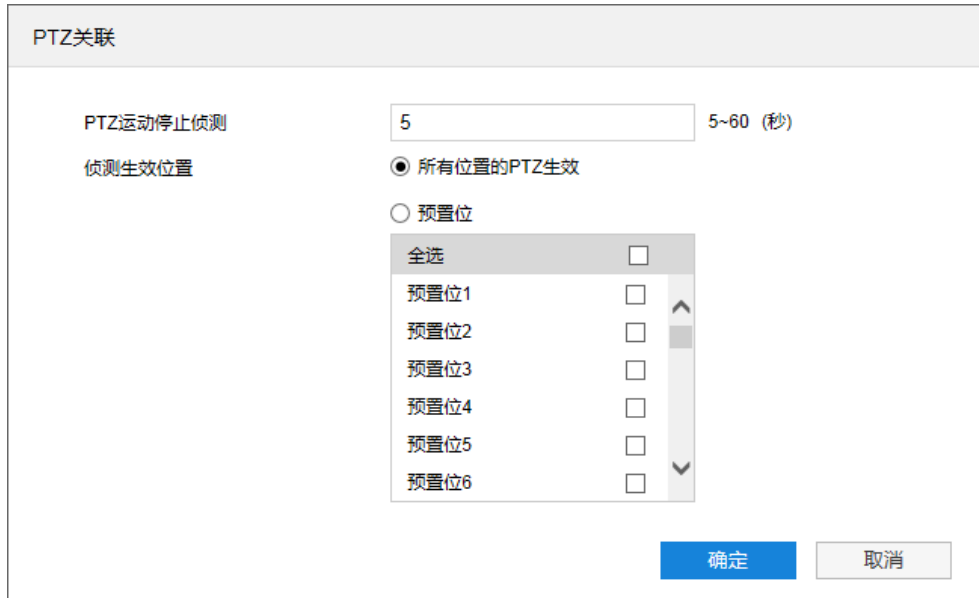 PTZ关联
PTZ运动停止侦测 5 5~60 (秒)
侦测生效位置 所有位置的PTZ生效
预置位
全选
预置位1
预置位2
预置位3
预置位4
预置位5
预置位6
确定 取消